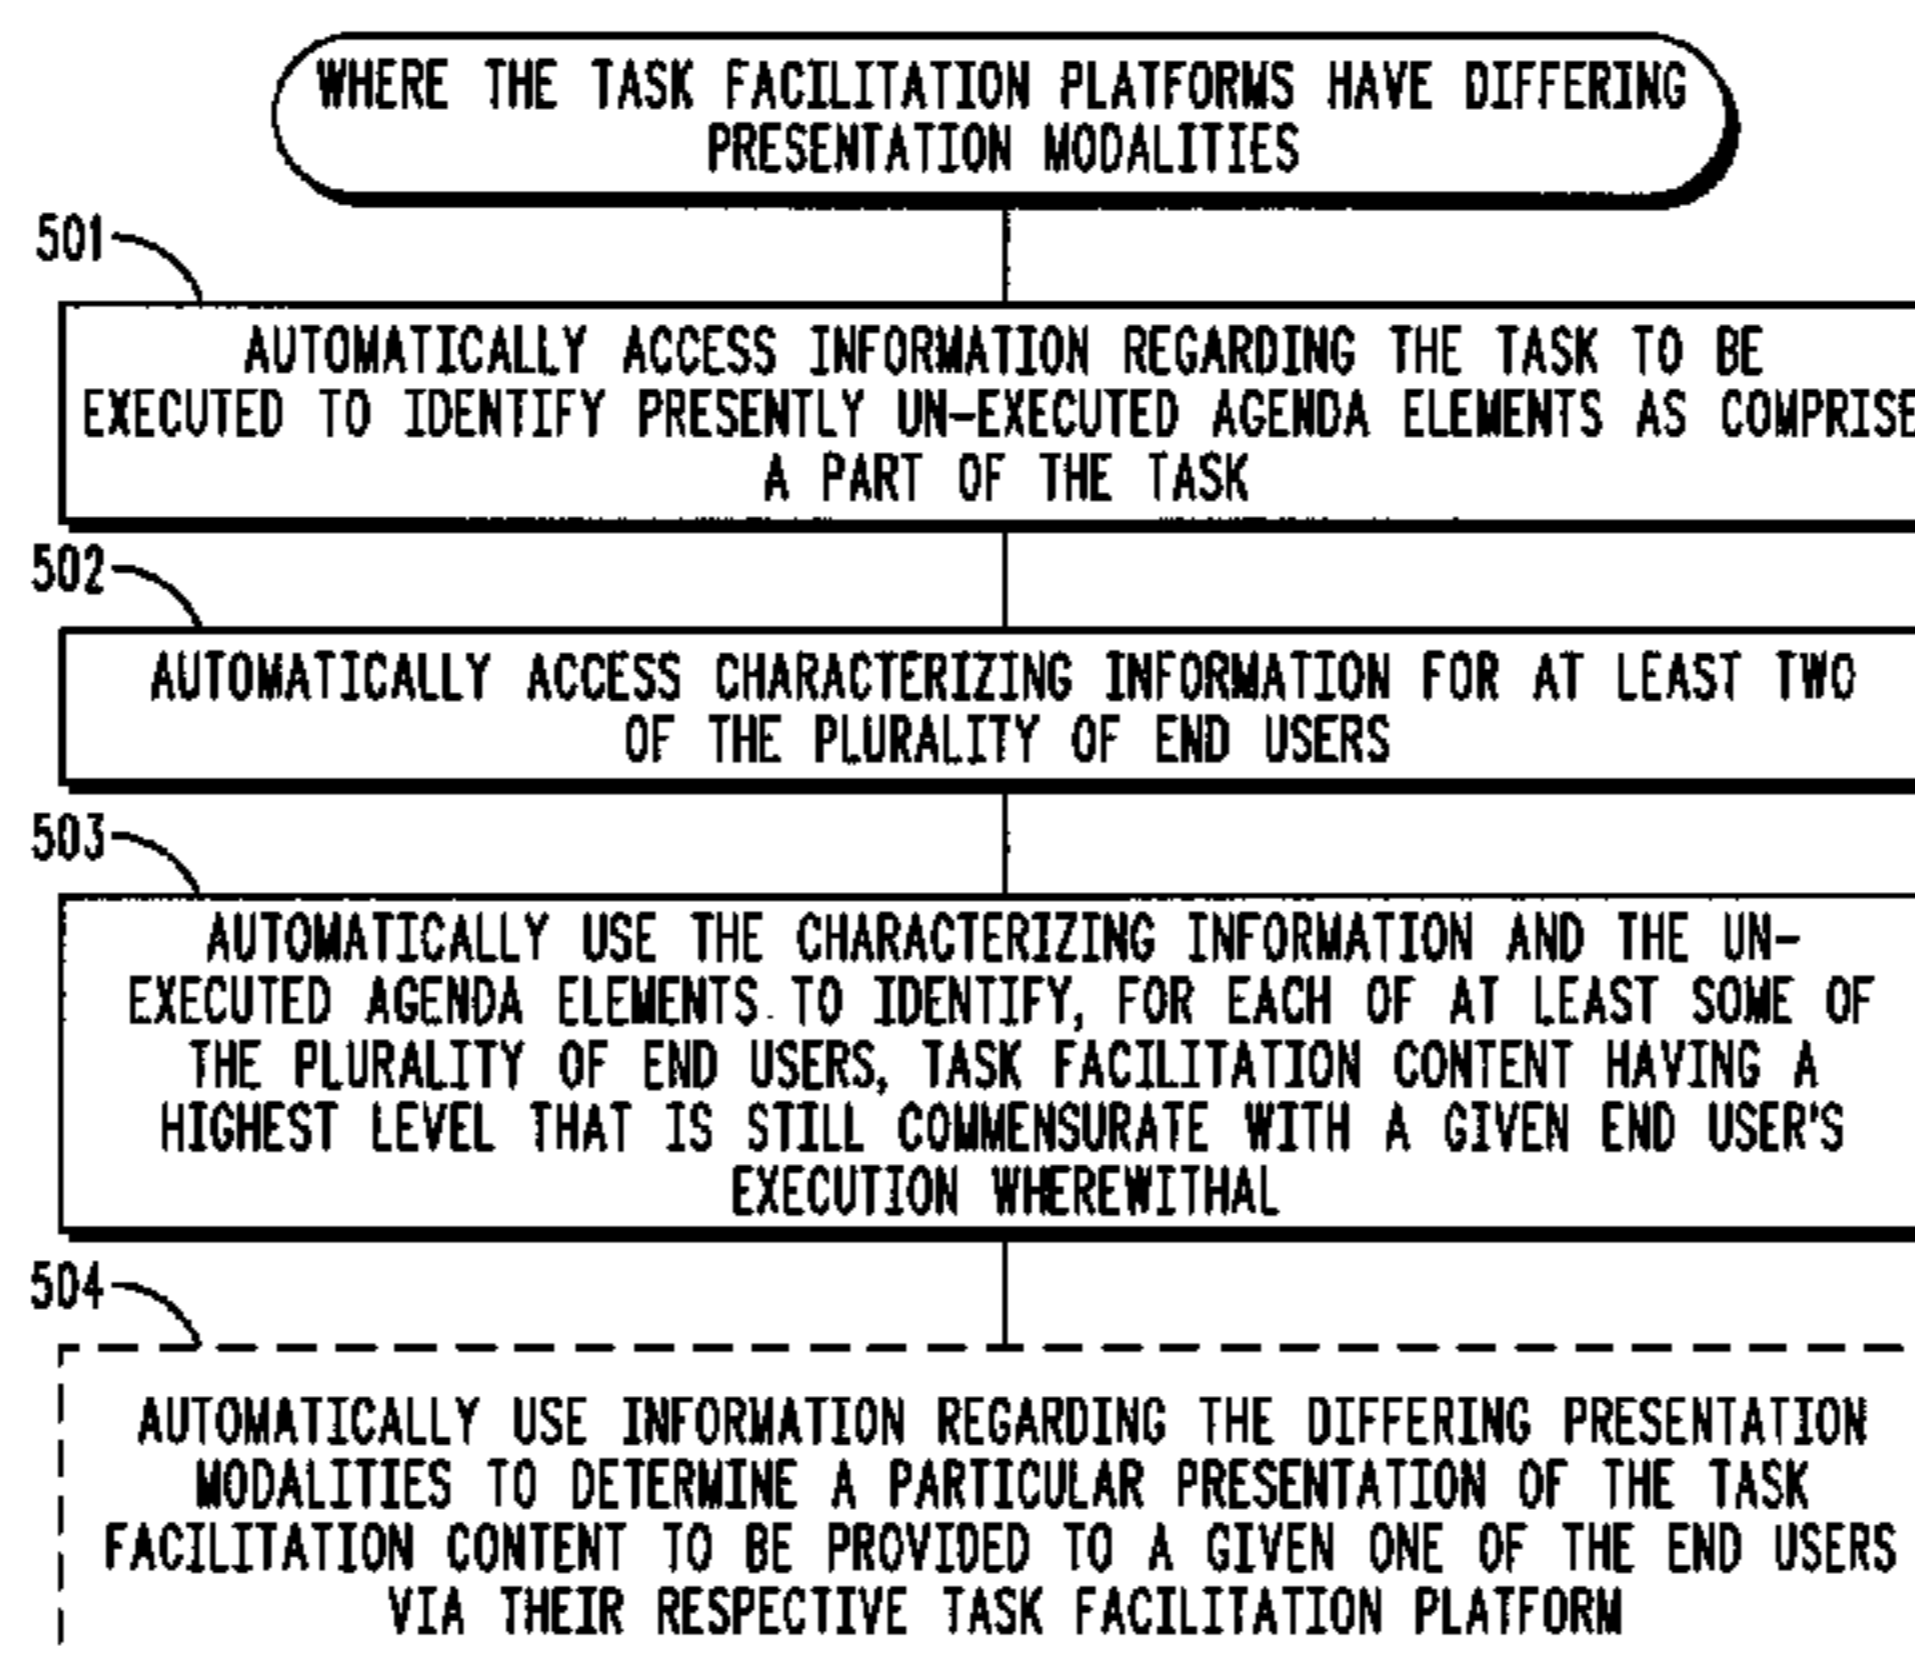 WHERE THE TASK FACILITATION PLATFORMS HAVE DIFFERING
PRESENTATION MODALITIES
501
AUTOMATICALLY ACCESS INFORMATION REGARDING THE TASK TO BE
EXECUTED TO IDENTIFY PRESENTLY UN-EXECUTED AGENDA ELEMENTS AS COMPRISE
A PART OF THE TASK
502
AUTOMATICALLY ACCESS CHARACTERIZING INFORMATION FOR AT LEAST TWO
OF THE PLURALITY OF END USERS
503
AUTOMATICALLY USE THE CHARACTERIZING INFORMATION AND THE UN-
EXECUTED AGENDA ELEMENTS TO IDENTIFY, FOR EACH OF AT LEAST SOME OF
THE PLURALITY OF END USERS, TASK FACILITATION CONTENT HAVING A
HIGHEST LEVEL THAT IS STILL COMMENSURATE WITH A GIVEN END USER'S
EXECUTION WHEREWITHAL
504
AUTOMATICALLY USE INFORMATION REGARDING THE DIFFERING PRESENTATION
MODALITIES TO DETERMINE A PARTICULAR PRESENTATION OF THE TASK
FACILITATION CONTENT TO BE PROVIDED TO A GIVEN ONE OF THE END USERS
VIA THEIR RESPECTIVE TASK FACILITATION PLATFORM